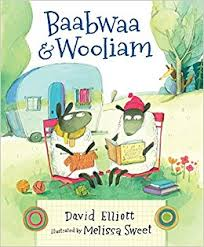 Baabwaa
& Wooliam
David Elliott
illustrated by Melissa Sweet